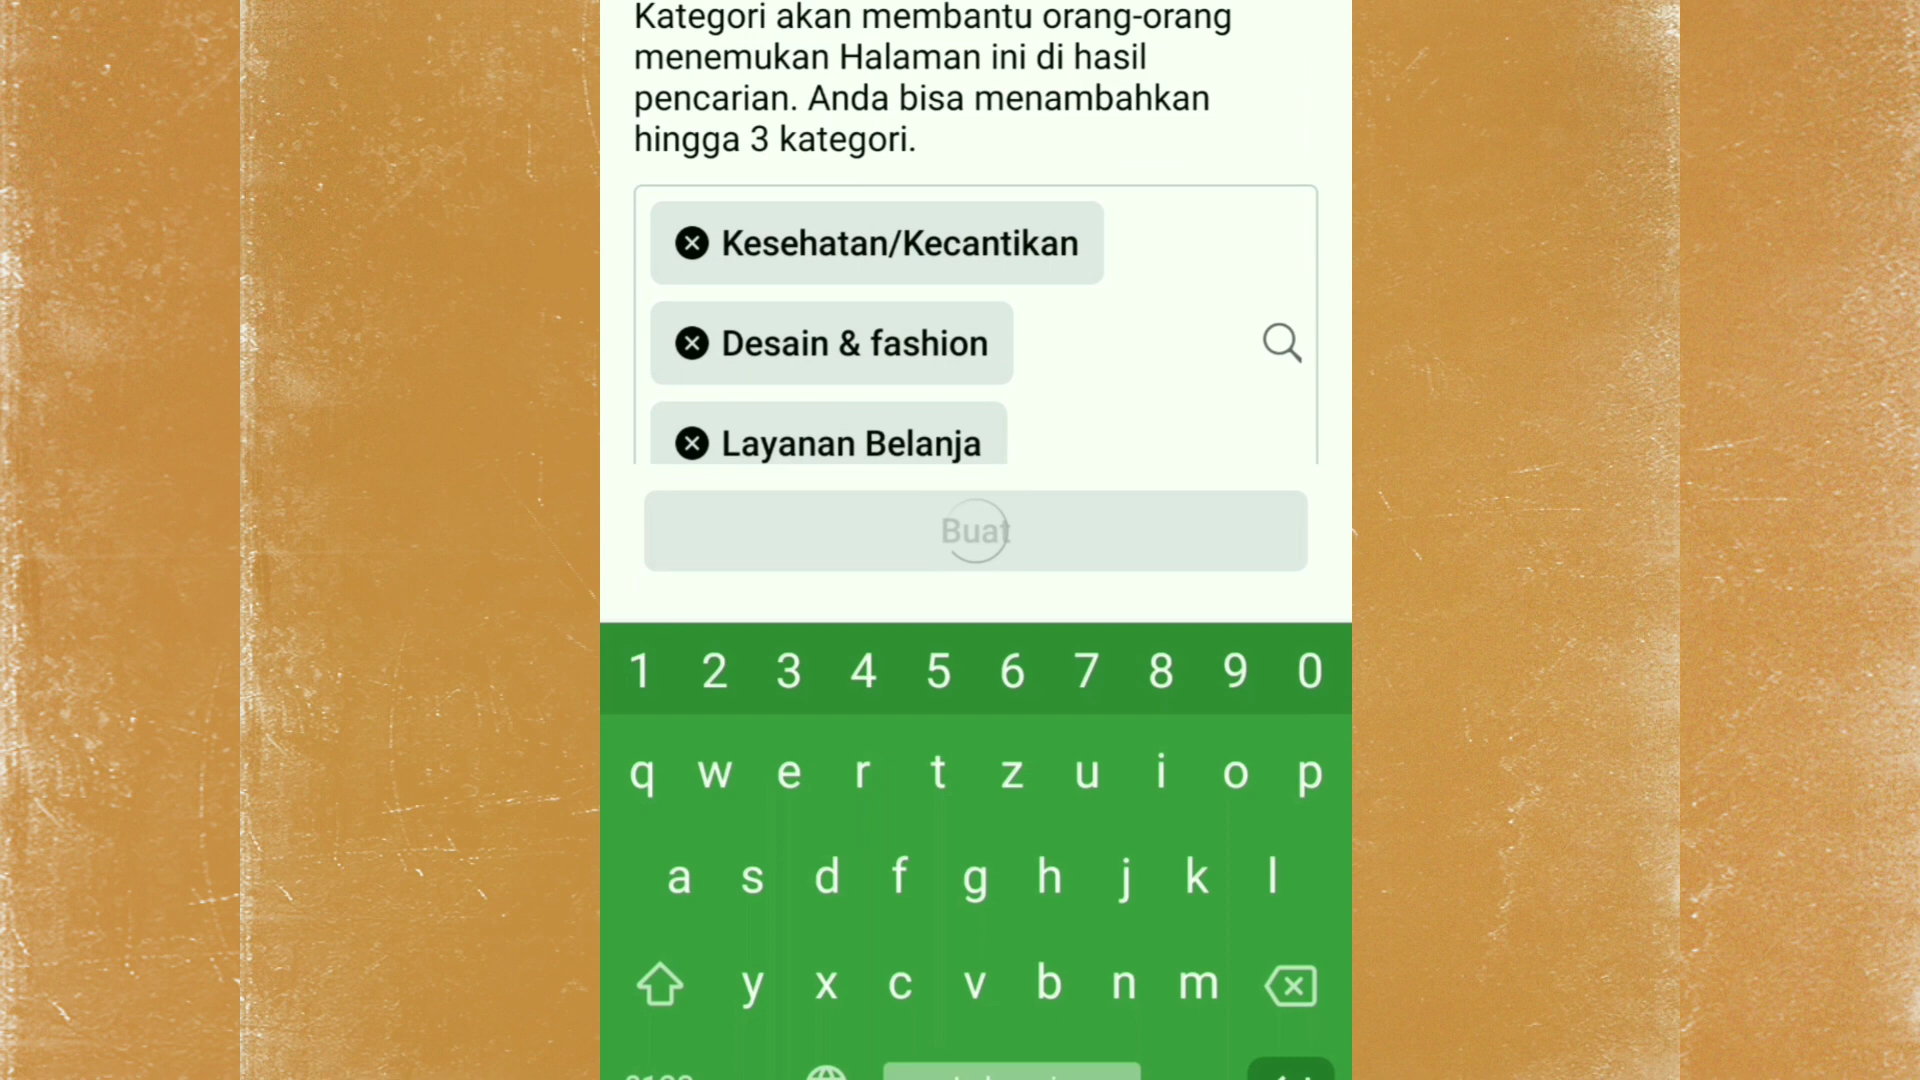 Kategori akan membantu orang-orang
menemukan Halaman ini di hasil
pencarian. Anda bisa menambahkan
hingga 3 kategori.
Kesehatan/Kecantikan
Desain & fashion
Layanan Belanja
Buat
1 2 3 4 5 6 7 8 9 0
q w e r t z u i o p
a s d f g h j k l
y x c v b n m